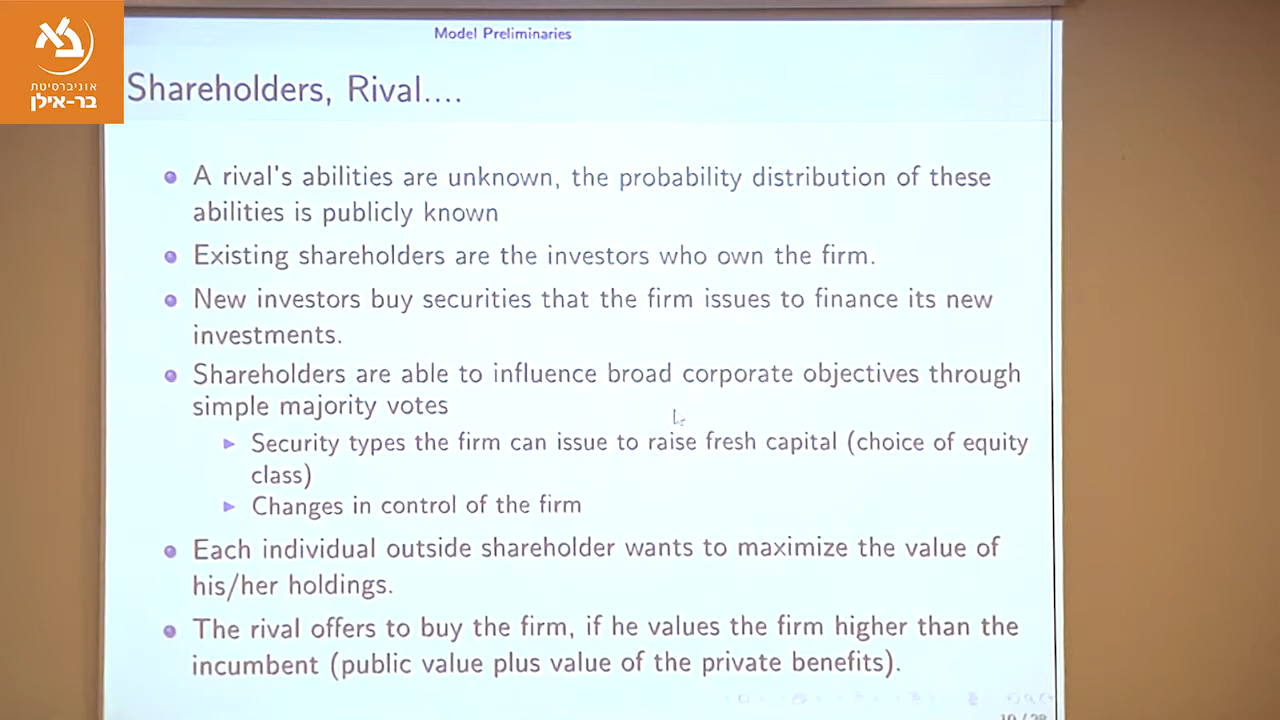 אוניברסיטת
בר-אילן
Model Preliminaries
Shareholders, Rival....
A rival's abilities are unknown, the probability distribution of these
abilities is publicly known
Existing shareholders are the investors who own the firm.
New investors buy securities that the firm issues to finance its new
investments.
Shareholders are able to influence broad corporate objectives through
simple majority votes
Security types the firm can issue to raise fresh capital (choice of equity
class)
Changes in control of the firm
Each individual outside shareholder wants to maximize the value of
his/her holdings.
The rival offers to buy the firm, if he values the firm higher than the
incumbent (public value plus value of the private benefits).